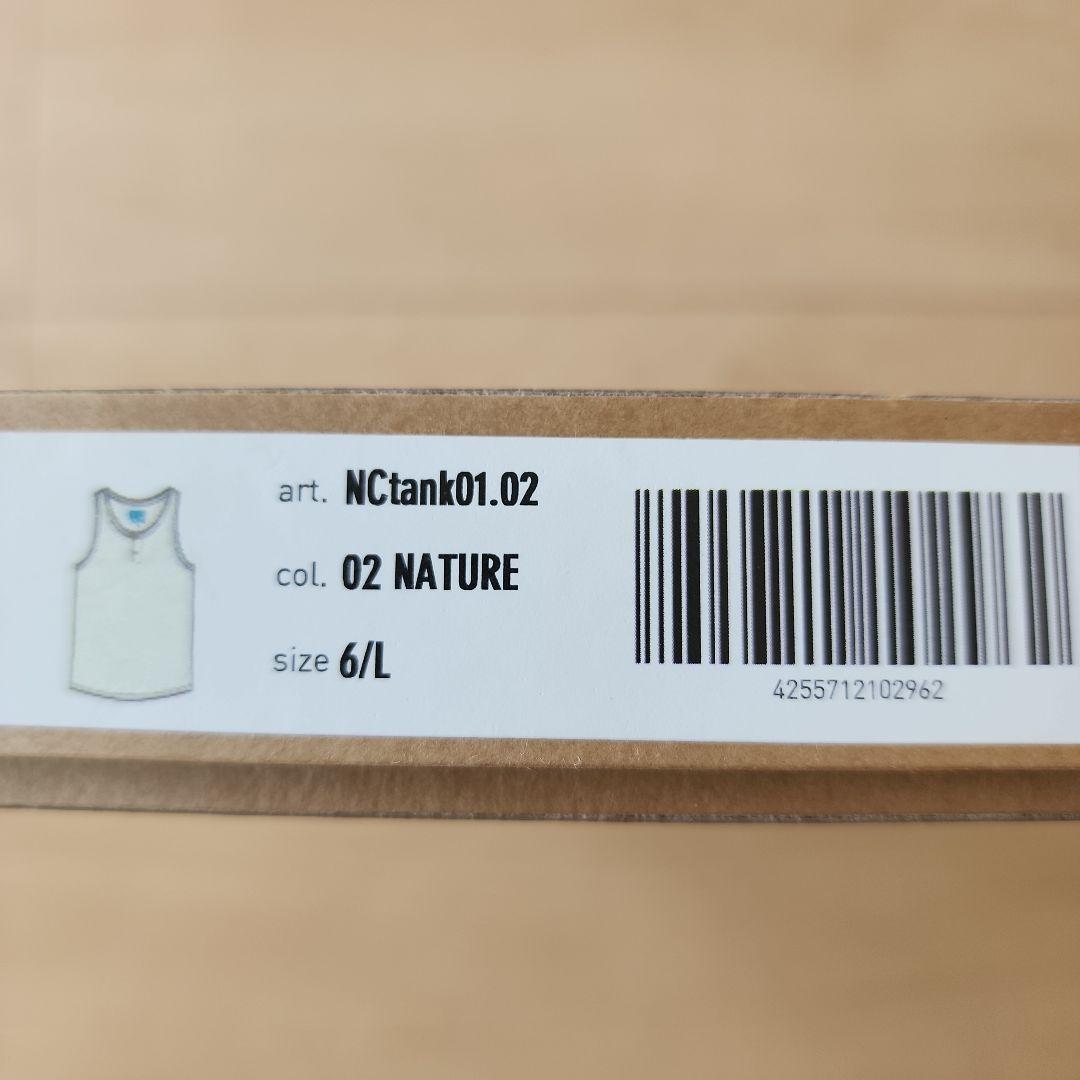 art. NCtank01.02
col. 02 NATURE
size 6/L
4255712102962